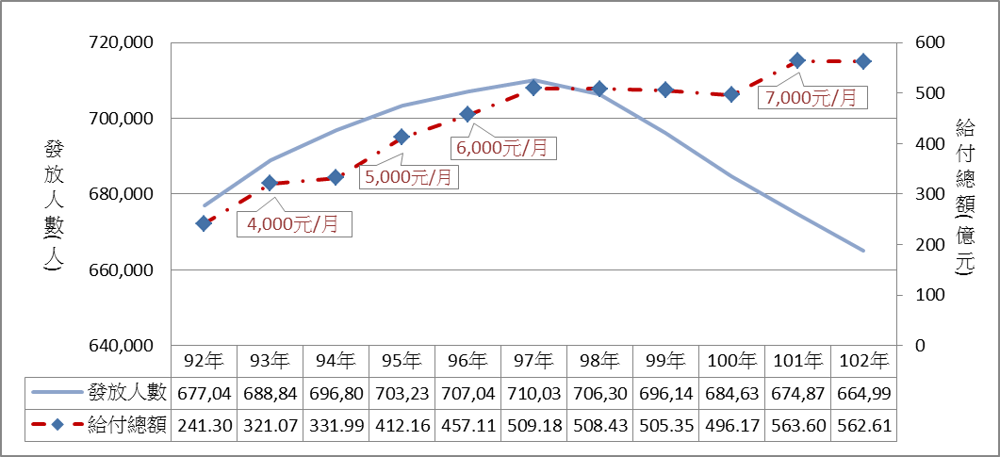 720,000
700,000
680,000
660,000
640,000
發放人數(人)
600
500
400
300
200
100
0
給付總額(億元)
4,000元/月
5,000元/月
6,000元/月
7,000元/月
92年 93年 94年 95年 96年 97年 98年 99年 100年 101年 102年
發放人數 677,04 688,84 696,80 703,23 707,04 710,03 706,30 696,14 684,63 674,87 664,99
給付總額 241.30 321.07 331.99 412.16 457.11 509.18 508.43 505.35 496.17 563.60 562.61